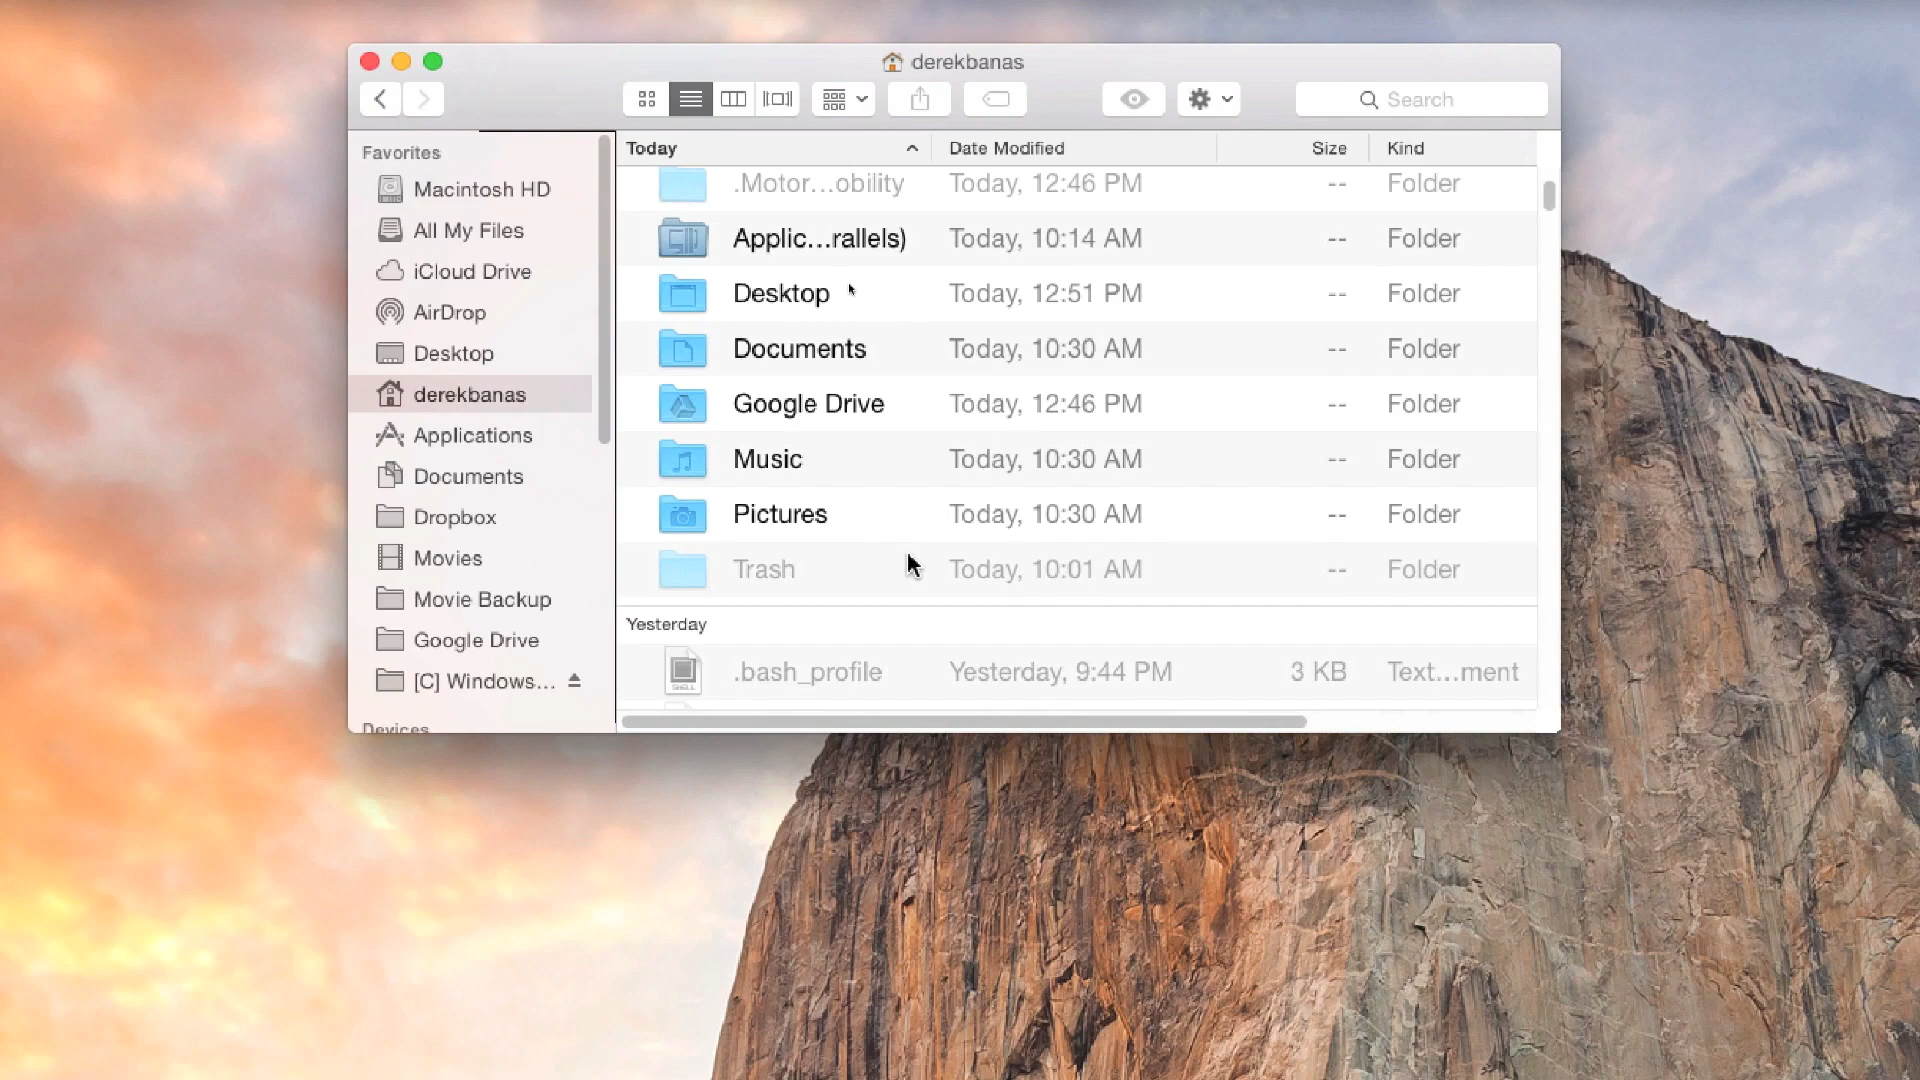 derekbanas
Search
Favorites
Macintosh HD
All My Files
iCloud Drive
AirDrop
Desktop
derekbanas
Applications
Documents
Dropbox
Movies
Movie Backup
Google Drive
[C] Windows...
Devices
Today Date Modified Size Kind
.Motor...obility Today, 12:46 PM -- Folder
Applic...rallels) Today, 10:14 AM -- Folder
Desktop Today, 12:51 PM -- Folder
Documents Today, 10:30 AM -- Folder
Google Drive Today, 12:46 PM -- Folder
Music Today, 10:30 AM -- Folder
Pictures Today, 10:30 AM -- Folder
Trash Today, 10:01 AM -- Folder
Yesterday
SHELL
.bash_profile Yesterday, 9:44 PM 3 KB Text...ment